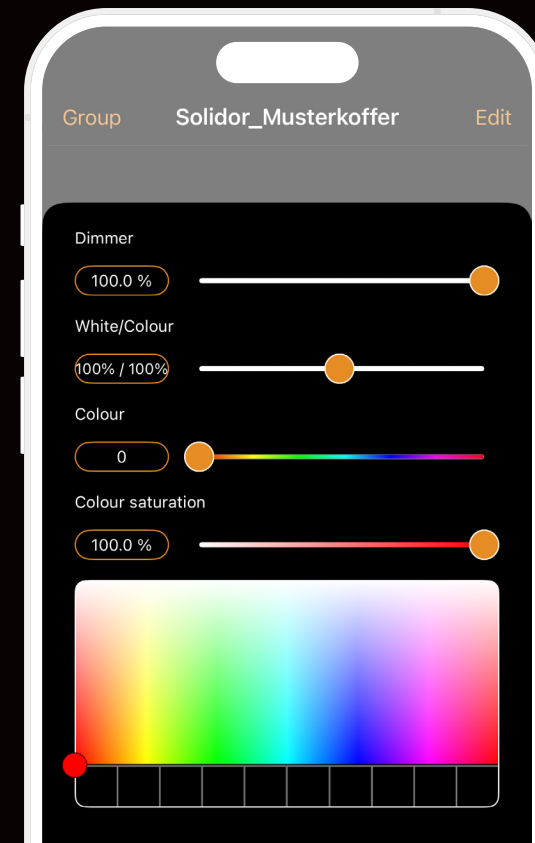 Group Solidor_Musterkoffer Edit
Dimmer
100.0 %
White/Colour
100% / 100%
Colour
0
Colour saturation
100.0 %